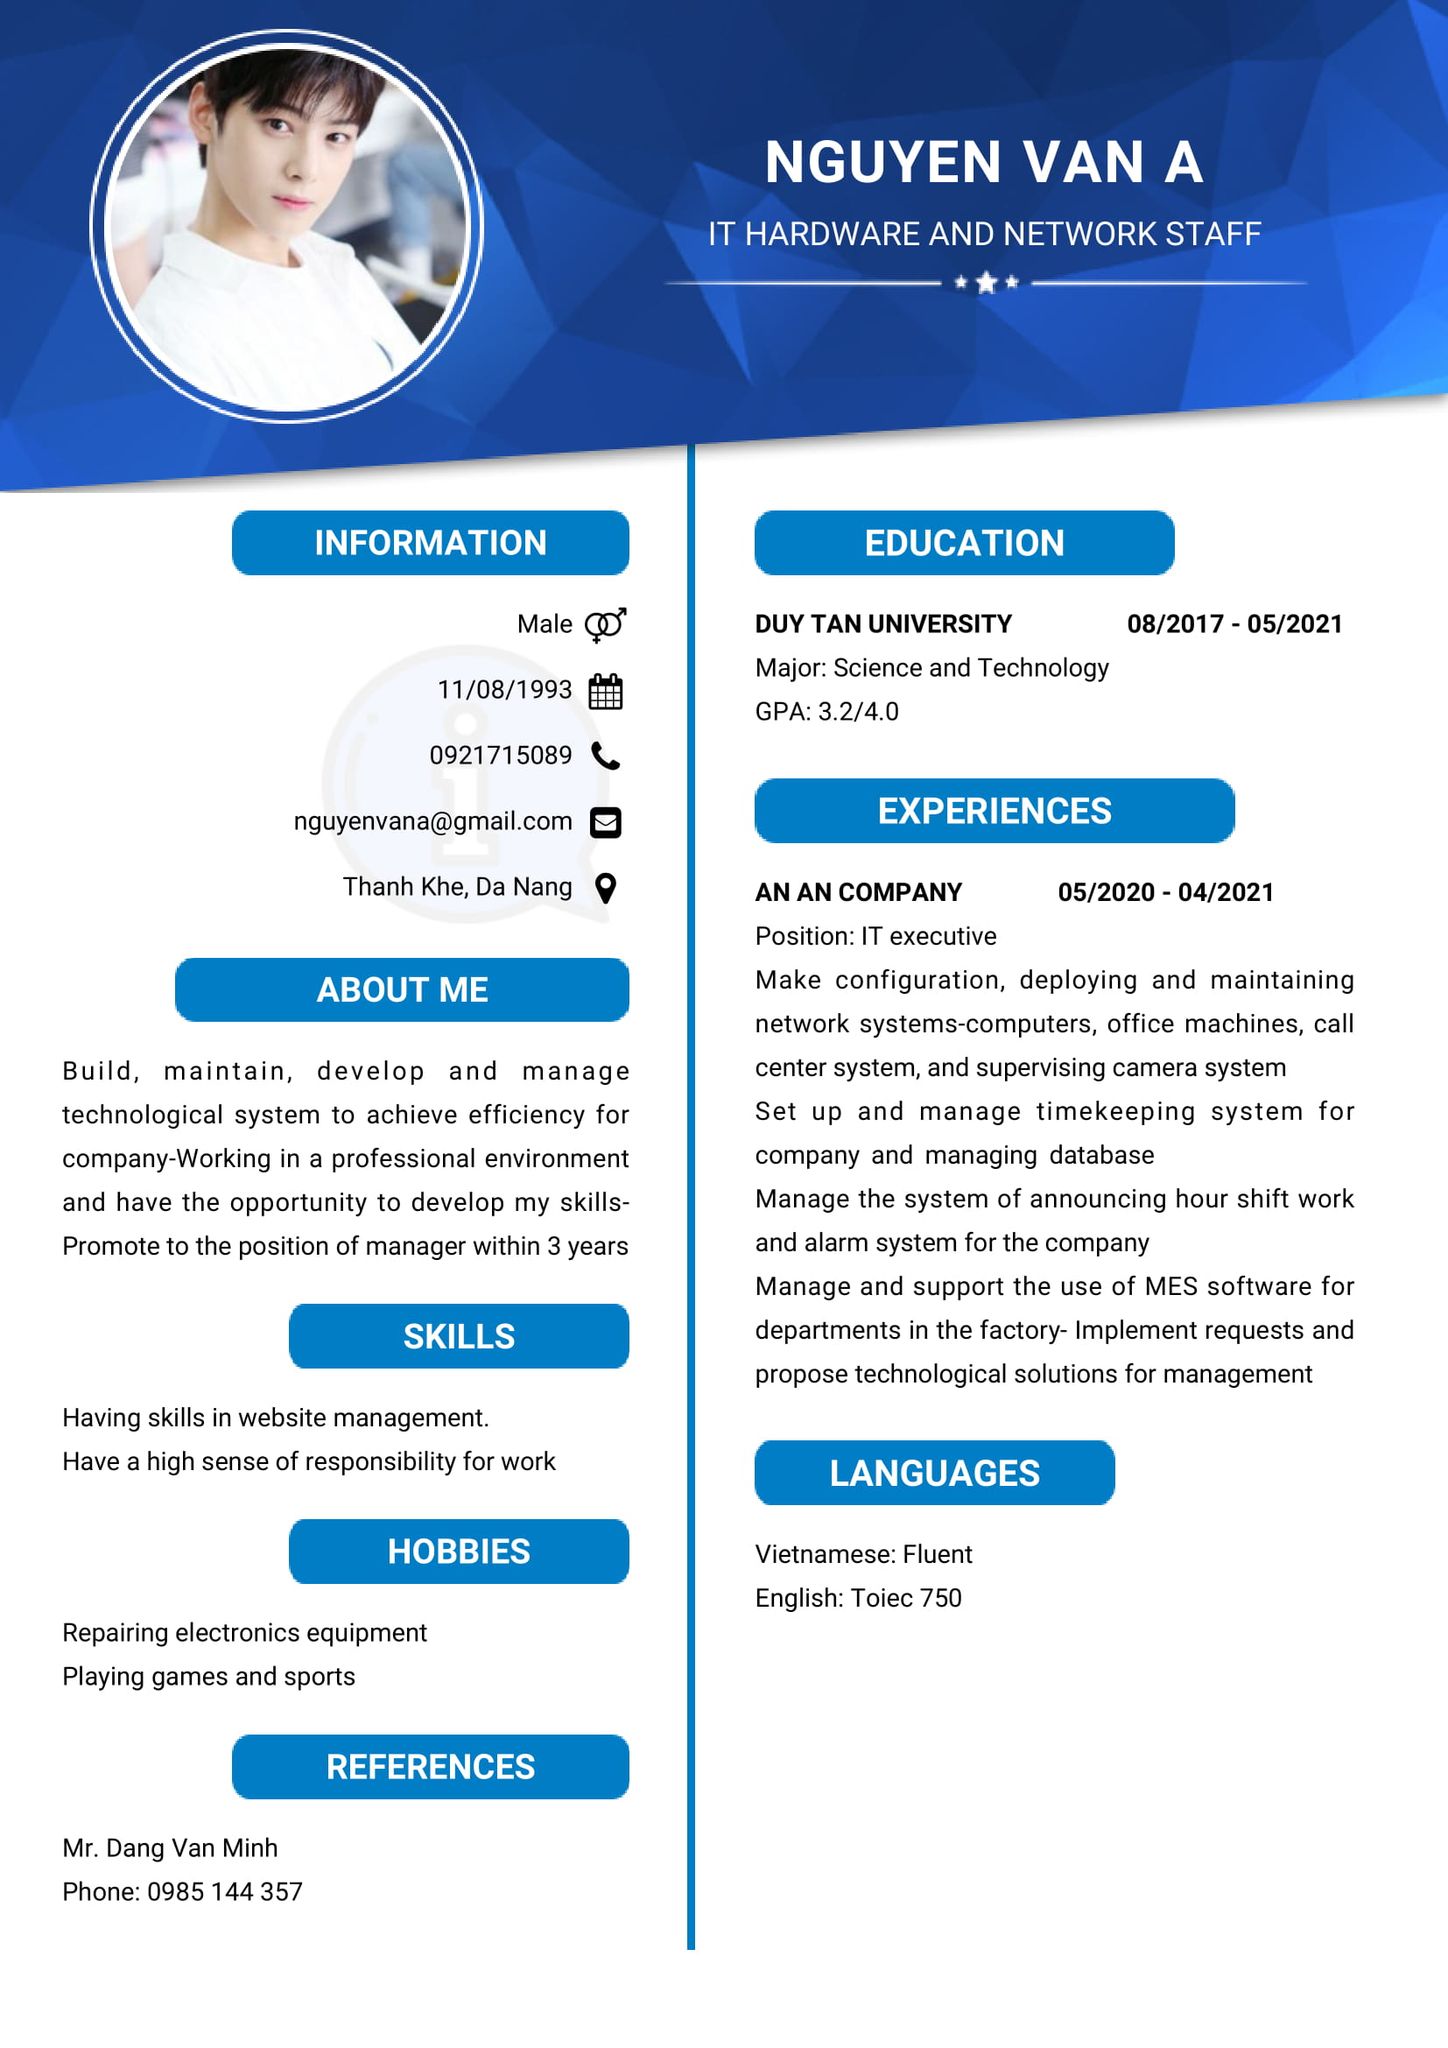 NGUYEN VAN A
IT HARDWARE AND NETWORK STAFF
INFORMATION
Male
11/08/1993
0921715089
nguyenvana@gmail.com
Thanh Khe, Da Nang
ABOUT ME
Build, maintain, develop and manage
technological system to achieve efficiency for
company-Working in a professional environment
and have the opportunity to develop my skills-
Promote to the position of manager within 3 years
SKILLS
Having skills in website management.
Have a high sense of responsibility for work
HOBBIES
Repairing electronics equipment
Playing games and sports
REFERENCES
Mr. Dang Van Minh
Phone: 0985 144 357
EDUCATION
DUY TAN UNIVERSITY 08/2017 - 05/2021
Major: Science and Technology
GPA: 3.2/4.0
EXPERIENCES
AN AN COMPANY 05/2020 - 04/2021
Position: IT executive
Make configuration, deploying and maintaining
network systems-computers, office machines, call
center system, and supervising camera system
Set up and manage timekeeping system for
company and managing database
Manage the system of announcing hour shift work
and alarm system for the company
Manage and support the use of MES software for
departments in the factory- Implement requests and
propose technological solutions for management
LANGUAGES
Vietnamese: Fluent
English: Toiec 750